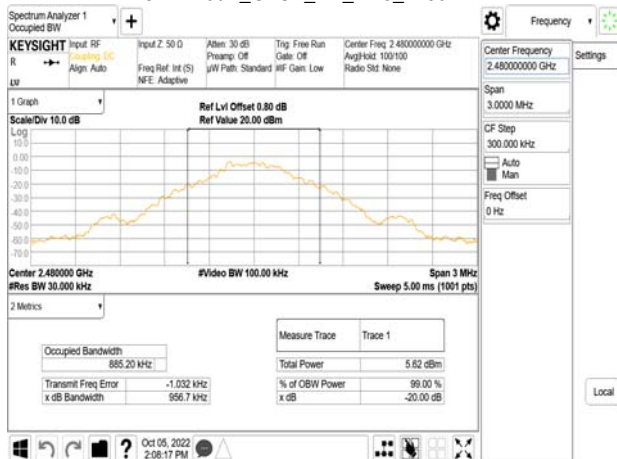 Spectrum Analyzer 1
Occupied BW
Frequency
KEYSIGHT
R
Input: RF
Coupling: DC
Align: Auto
Input Z: 50 Ω
Freq Ref: Int (S)
NFE: Adaptive
Atten: 30 dB
Preamp: Off
µW Path: Standard
Trig: Free Run
Gate: Off
#IF Gain: Low
Center Freq: 2.480000000 GHz
Avg|Hold: 100/100
Radio Std: None
Center Frequency
2.480000000 GHz
Settings
Span
3.0000 MHz
CF Step
300.000 kHz
Auto
Man
Freq Offset
0 Hz
1 Graph
Scale/Div 10.0 dB
Ref Lvl Offset 0.80 dB
Ref Value 20.00 dBm
Log
10.0
0.00
-10.0
-20.0
-30.0
-40.0
-50.0
-60.0
-70.0
Center 2.480000 GHz
#Video BW 100.00 kHz
Span 3 MHz
#Res BW 30.000 kHz
Sweep 5.00 ms (1001 pts)
2 Metrics
Measure Trace
Trace 1
Occupied Bandwidth
885.20 kHz
Total Power
5.62 dBm
Transmit Freq Error
-1.032 kHz
% of OBW Power
99.00 %
x dB Bandwidth
956.7 kHz
x dB
-20.00 dB
Local
?
Oct 05, 2022
2:08:17 PM